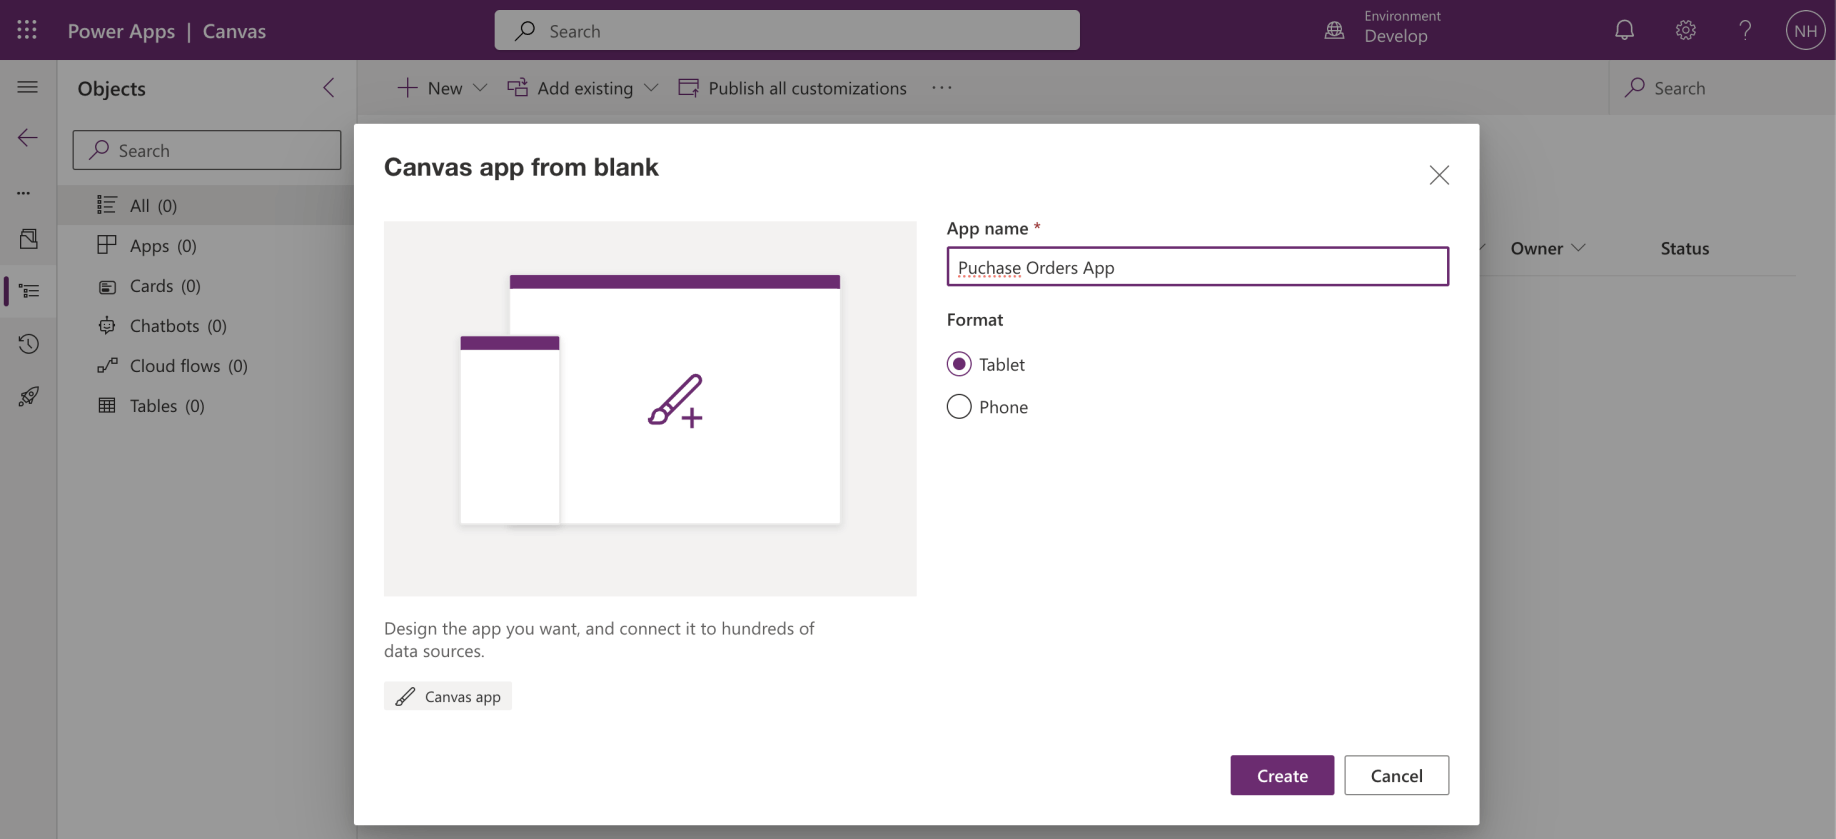 Power Apps | Canvas
Search
Environment
Develop
?
NH
Objects
New
Add existing
Publish all customizations
...
Search
Search
...
All (0)
Apps (0)
Cards (0)
Chatbots (0)
Cloud flows (0)
Tables (0)
Owner
Status
Canvas app from blank
App name *
Puchase Orders App
Format
Tablet
Phone
Design the app you want, and connect it to hundreds of
data sources.
Canvas app
Create
Cancel